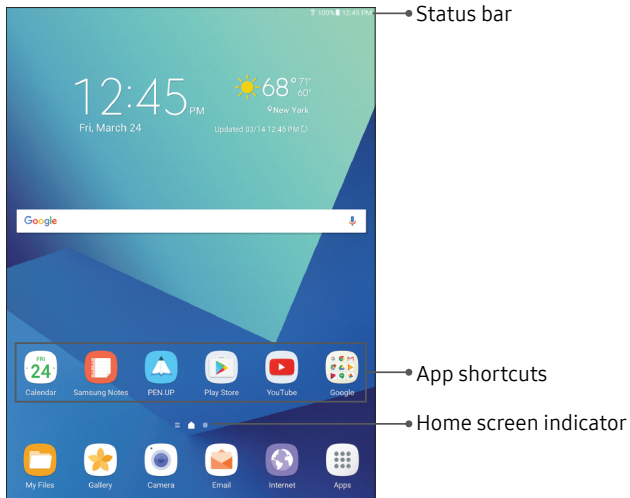 100% 12:45 PM
Status bar
12:45 PM
Fri, March 24
68° 71°
60°
New York
Updated 03/14 12:45 PM
Google
FRI
24
Calendar
Samsung Notes
PEN.UP
Play Store
YouTube
Google
App shortcuts
Home screen indicator
My Files
Gallery
Camera
Email
Internet
Apps